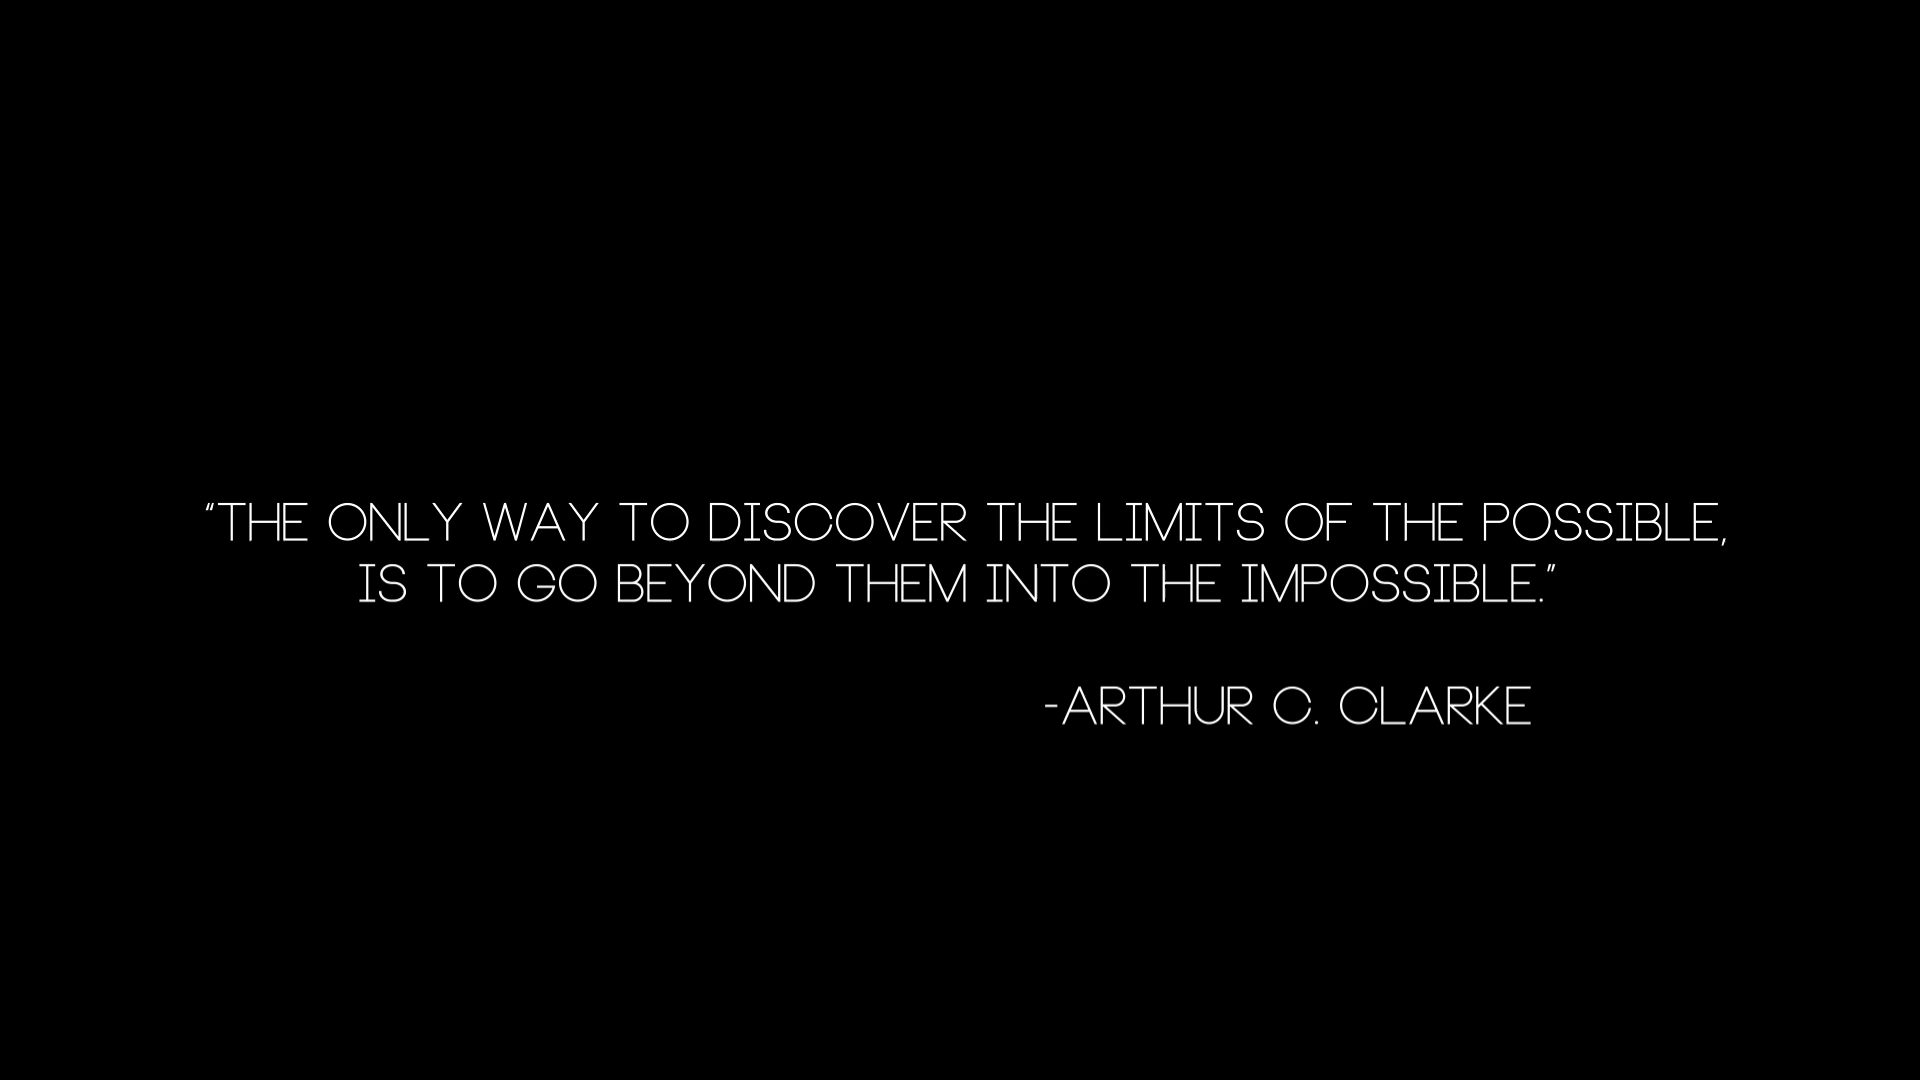 “THE ONLY WAY TO DISCOVER THE LIMITS OF THE POSSIBLE,
IS TO GO BEYOND THEM INTO THE IMPOSSIBLE.”
-ARTHUR C. CLARKE